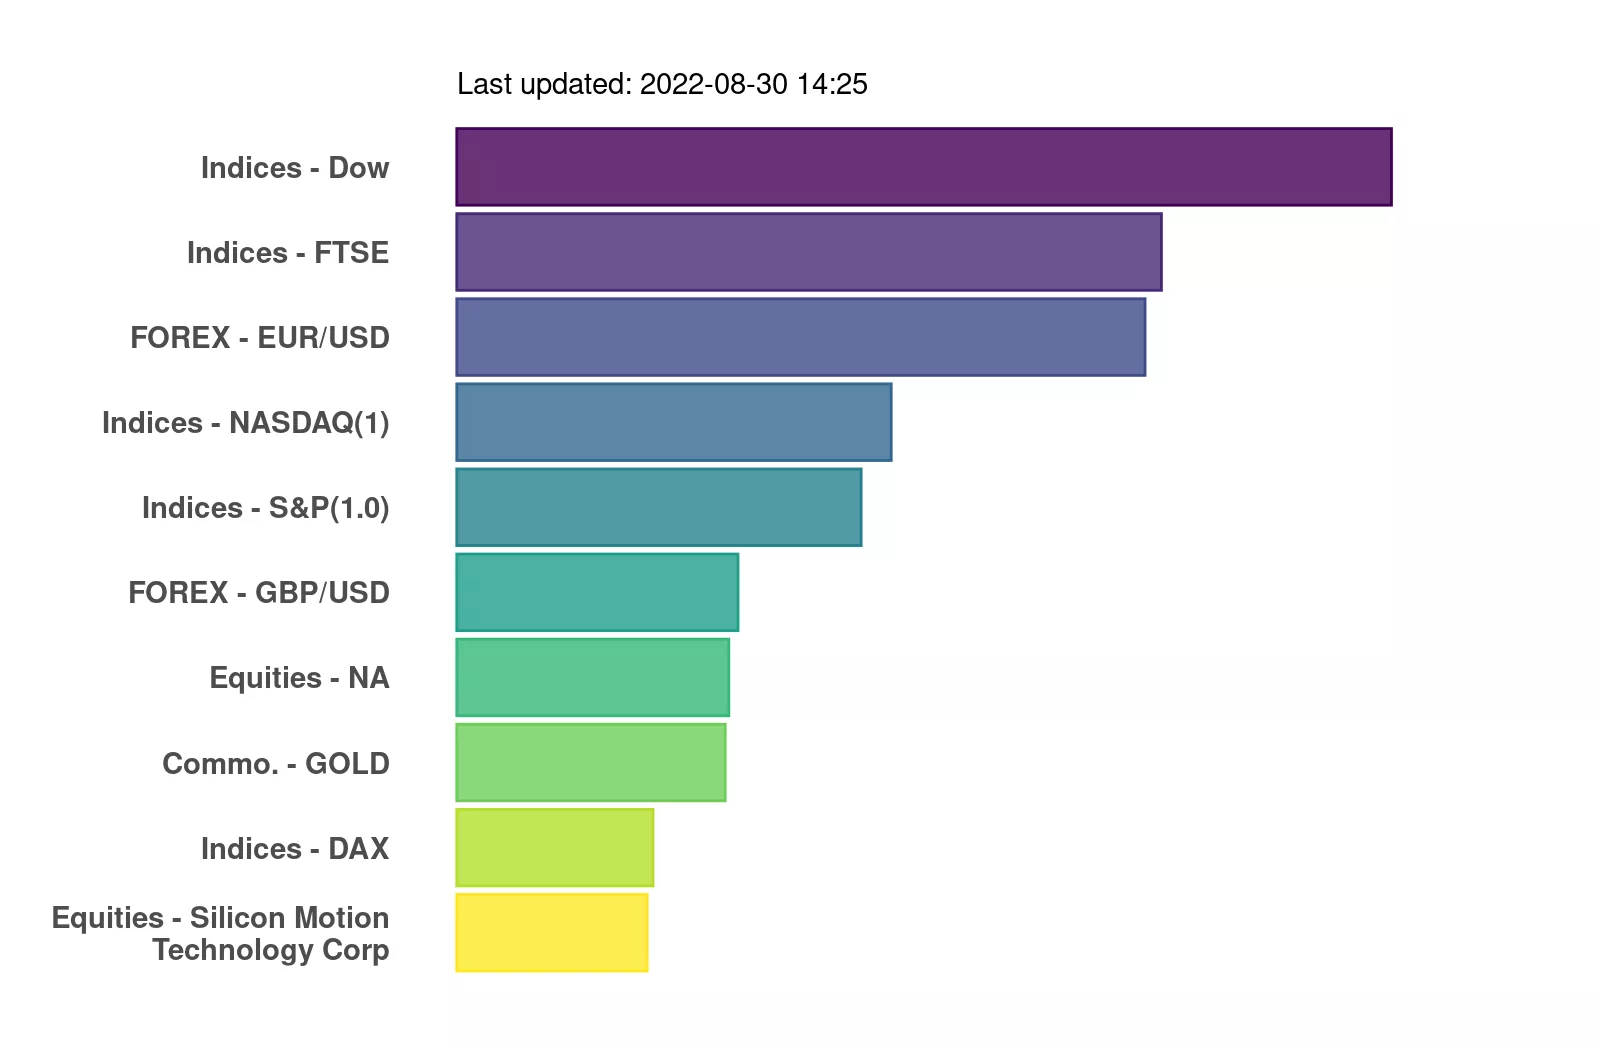 Last updated: 2022-08-30 14:25
Indices - Dow
Indices - FTSE
FOREX - EUR/USD
Indices - NASDAQ(1)
Indices - S&P(1.0)
FOREX - GBP/USD
Equities - NA
Commo. - GOLD
Indices - DAX
Equities - Silicon Motion
Technology Corp